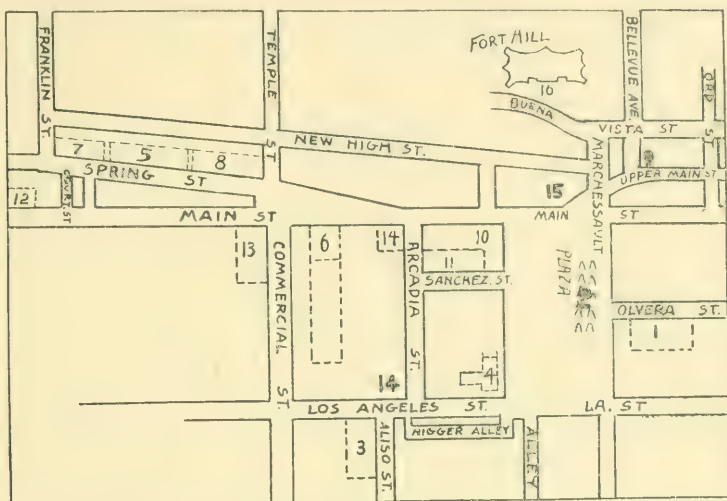 FRANKLIN ST.
TEMPLE ST
FORT HILL
16
BELLEVUE AVE.
ORD ST.
BUENA VISTA ST
NEW HIGH ST.
7
5
8
SPRING ST
MARCHESSAULT
UPPER MAIN ST
12
COURT ST
MAIN ST
15
MAIN ST
13
COMMERCIAL ST.
6
14
ARCADIA ST.
10
11
SANCHEZ. ST.
PLAZA
OLVERA ST.
1
4
14
LOS ANGELES ST.
L.A. ST
3
ALISO ST.
NIGGER ALLEY
ALLEY